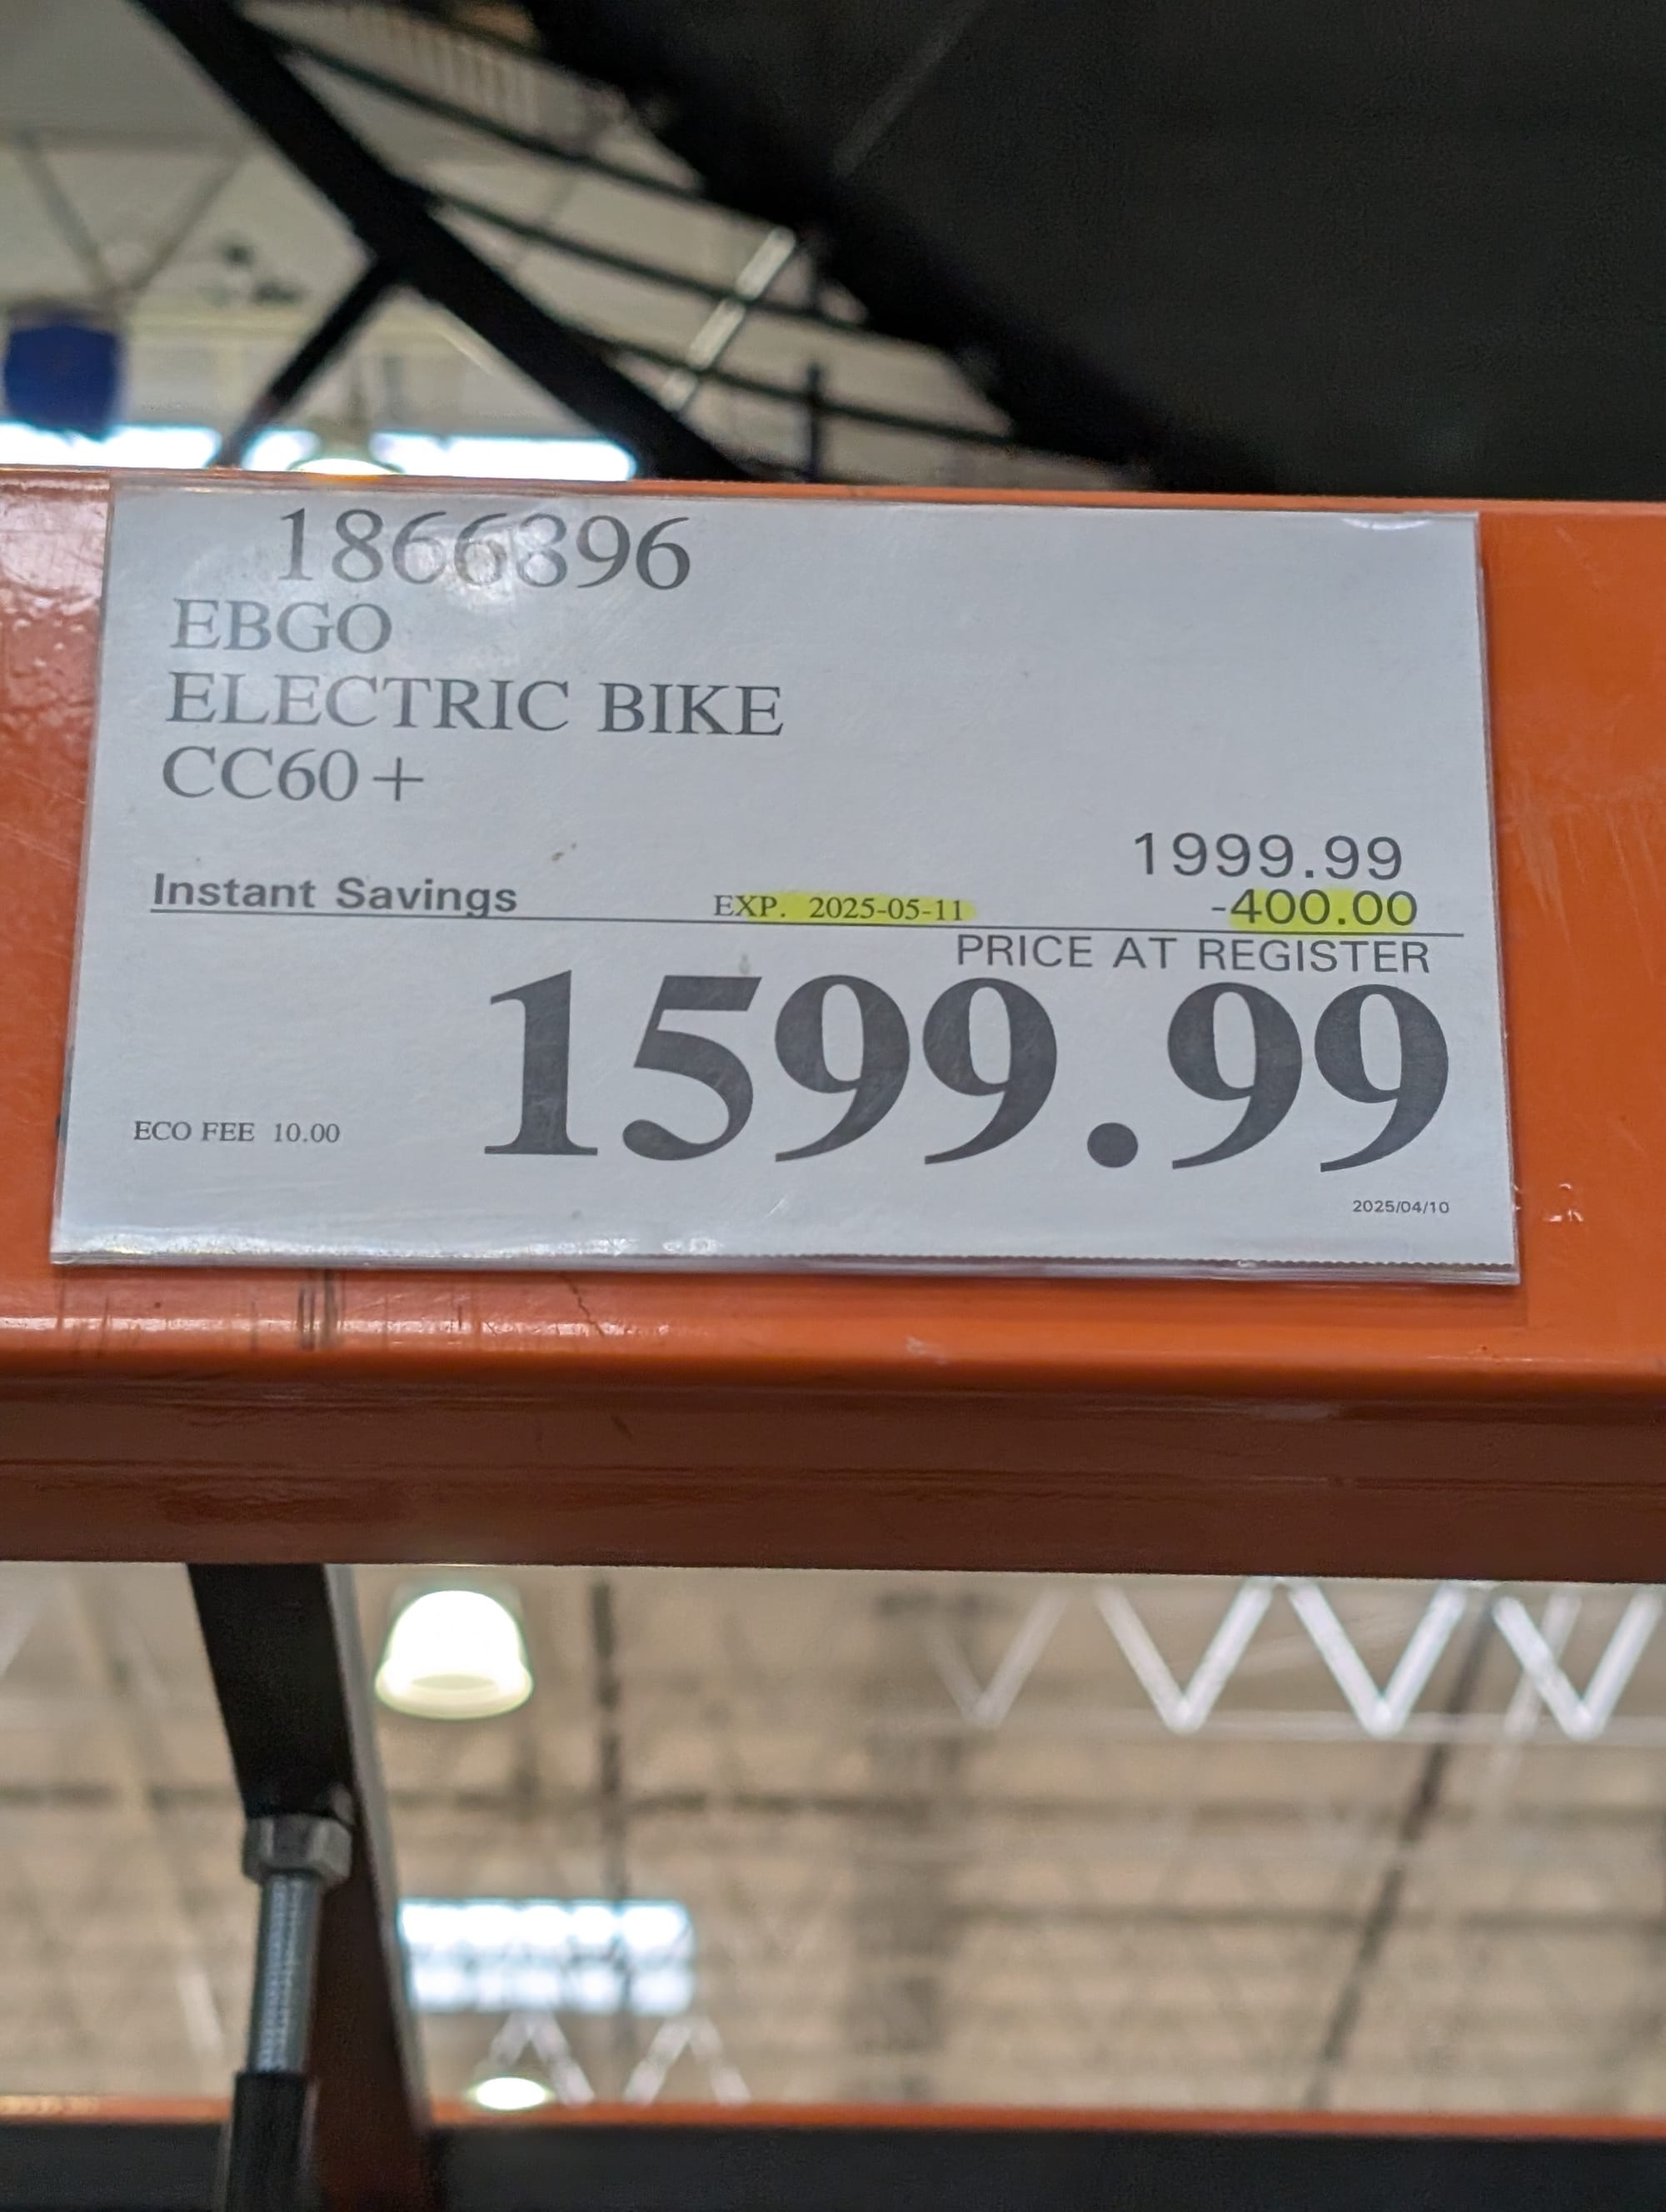 1866896
EBGO
ELECTRIC BIKE
CC60+
1999.99
Instant Savings EXP. 2025-05-11 -400.00
PRICE AT REGISTER
1599.99
ECO FEE 10.00
2025/04/10